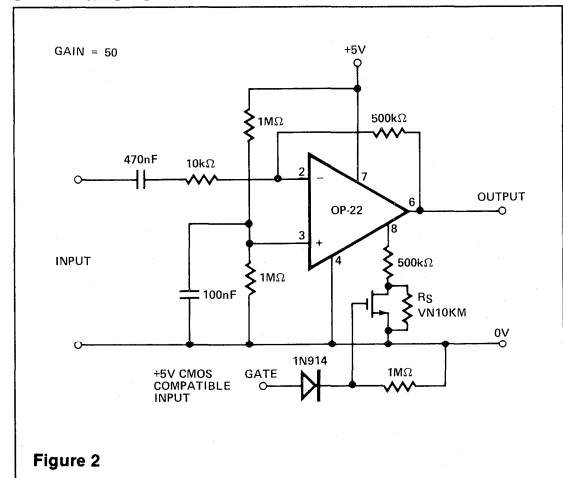 GAIN = 50
+5V
1MΩ
500kΩ
470nF
10kΩ
2
−
7
6
OUTPUT
OP-22
8
3
+
4
500kΩ
INPUT
1MΩ
100nF
RS
VN10KM
0V
1N914
+5V CMOS
COMPATIBLE
INPUT
GATE
1MΩ
Figure 2